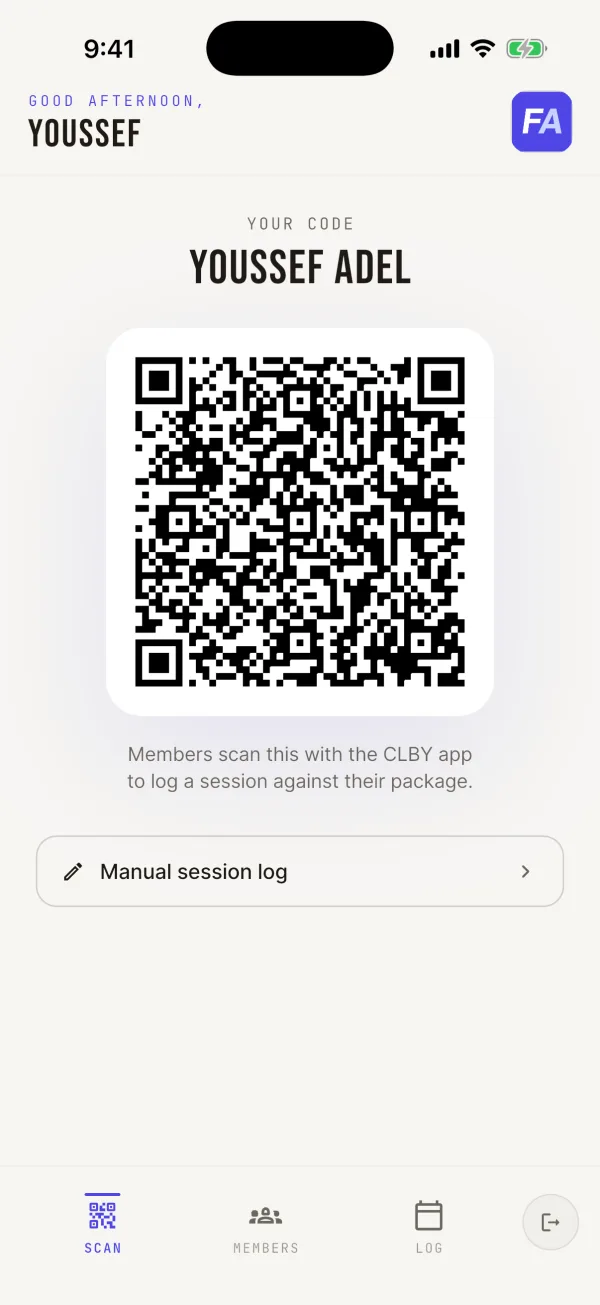 9:41
GOOD AFTERNOON,
YOUSSEF
FA
YOUR CODE
YOUSSEF ADEL
Members scan this with the CLBY app
to log a session against their package.
Manual session log
SCAN
MEMBERS
LOG